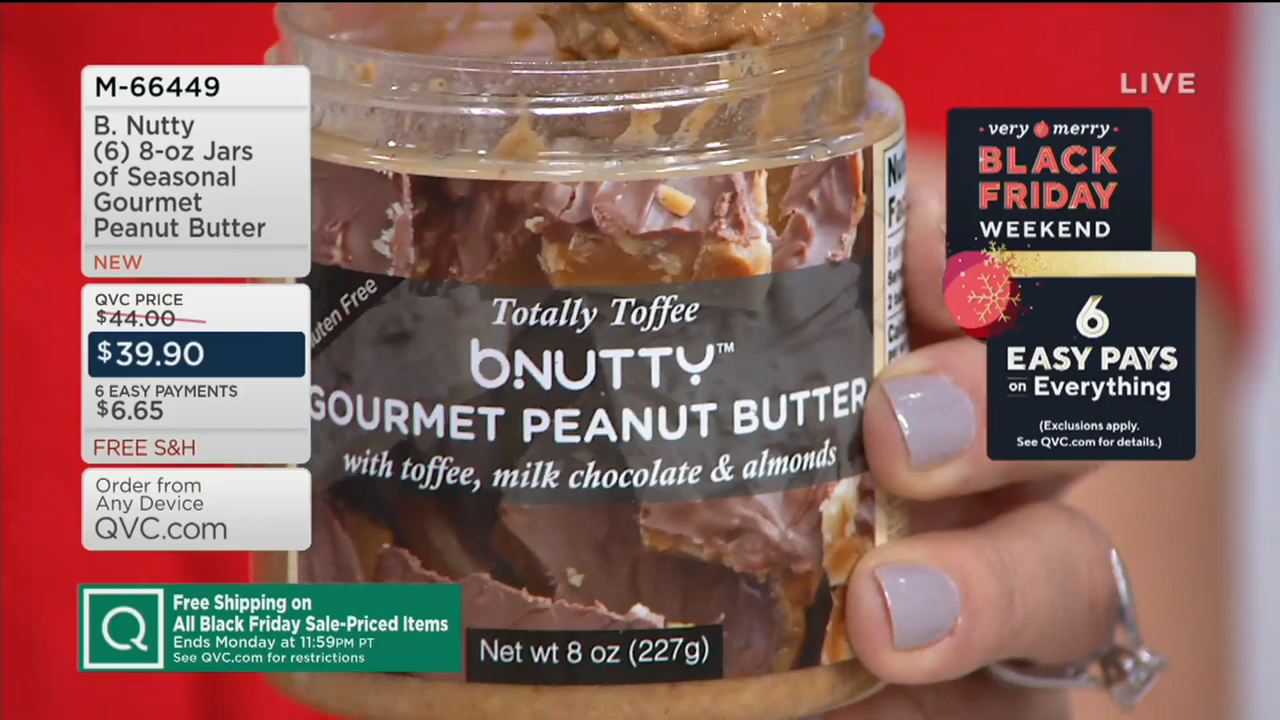 M-66449
B. Nutty
(6) 8-oz Jars
of Seasonal
Gourmet
Peanut Butter
NEW
QVC PRICE
$44.00
$39.90
6 EASY PAYMENTS
$6.65
FREE S&H
Order from
Any Device
QVC.com
Q
Free Shipping on
All Black Friday Sale-Priced Items
Ends Monday at 11:59PM PT
See QVC.com for restrictions
Free
Totally Toffee
bNUTTY™
GOURMET PEANUT BUTTER
with toffee, milk chocolate & almonds
Net wt 8 oz (227g)
LIVE
very merry
BLACK
FRIDAY
WEEKEND
6
EASY PAYS
on Everything
(Exclusions apply.
See QVC.com for details.)